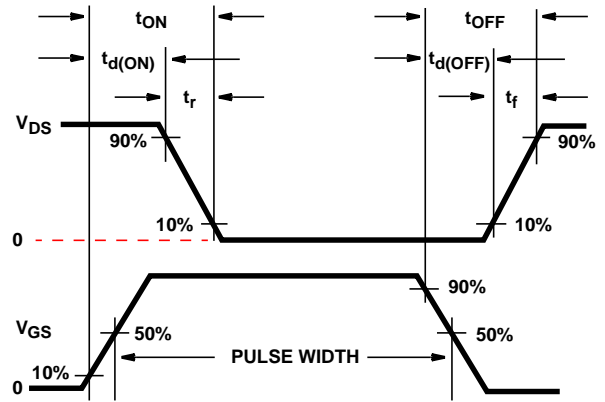 tON tOFF
td(ON) td(OFF)
tr tf
VDS
90% 90%
10% 10%
0
90%
VGS 50% 50%
PULSE WIDTH
10%
0